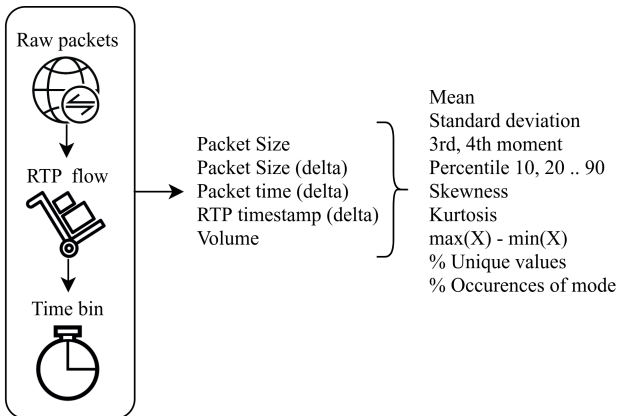 Raw packets
RTP flow
Time bin
Packet Size
Packet Size (delta)
Packet time (delta)
RTP timestamp (delta)
Volume
Mean
Standard deviation
3rd, 4th moment
Percentile 10, 20 .. 90
Skewness
Kurtosis
max(X) - min(X)
% Unique values
% Occurences of mode